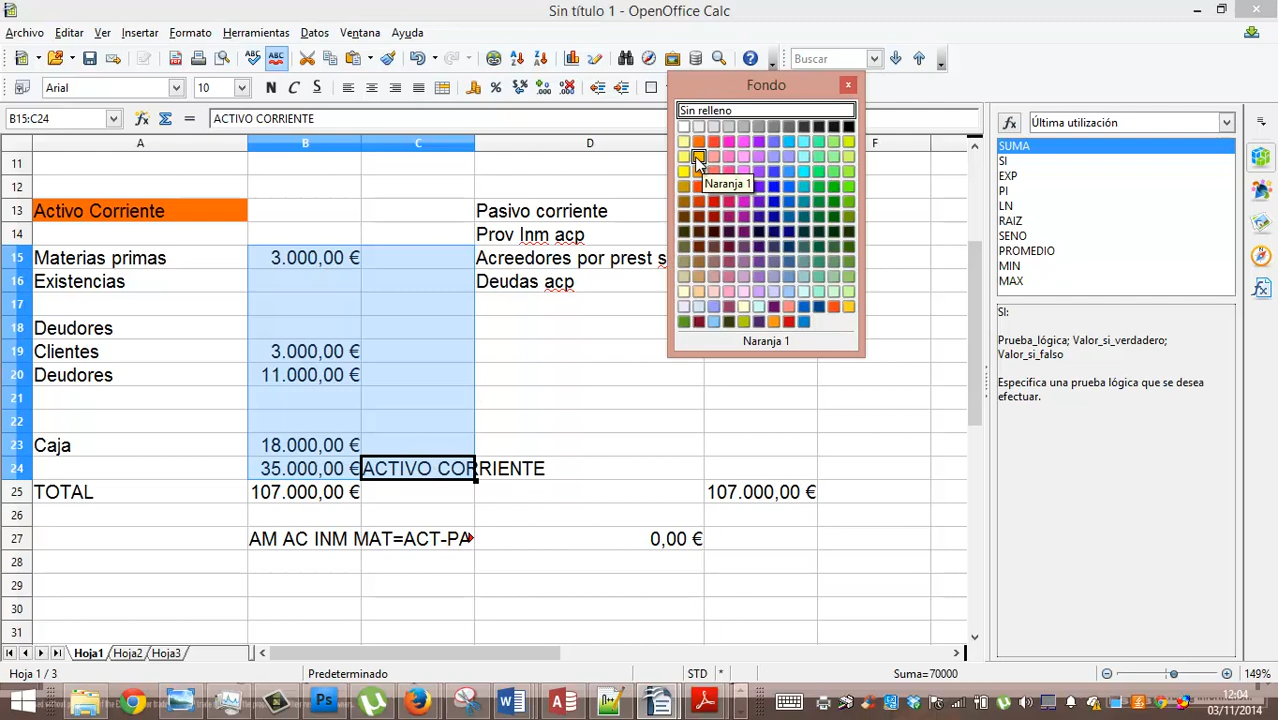 Sin título 1 - OpenOffice Calc
Archivo Editar Ver Insertar Formato Herramientas Datos Ventana Ayuda
Buscar
Arial 10 N C S
B15:C24 ACTIVO CORRIENTE
Fondo
Sin relleno
Naranja 1
Naranja 1
A B C D F
11
12
13 Activo Corriente Pasivo corriente
14 Prov Inm acp
15 Materias primas 3.000,00 € Acreedores por prest s
16 Existencias Deudas acp
17
18 Deudores
19 Clientes 3.000,00 €
20 Deudores 11.000,00 €
21
22
23 Caja 18.000,00 €
24 35.000,00 € ACTIVO CORRIENTE
25 TOTAL 107.000,00 € 107.000,00 €
26
27 AM AC INM MAT=ACT-PA 0,00 €
28
29
30
31
Última utilización
SUMA
SI
EXP
PI
LN
RAIZ
SENO
PROMEDIO
MIN
MAX
SI:
Prueba_lógica; Valor_si_verdadero;
Valor_si_falso
Especifica una prueba lógica que se desea
efectuar.
Hoja1 Hoja2 Hoja3
Hoja 1 / 3 Predeterminado STD * Suma=70000 149%
12:04
03/11/2014